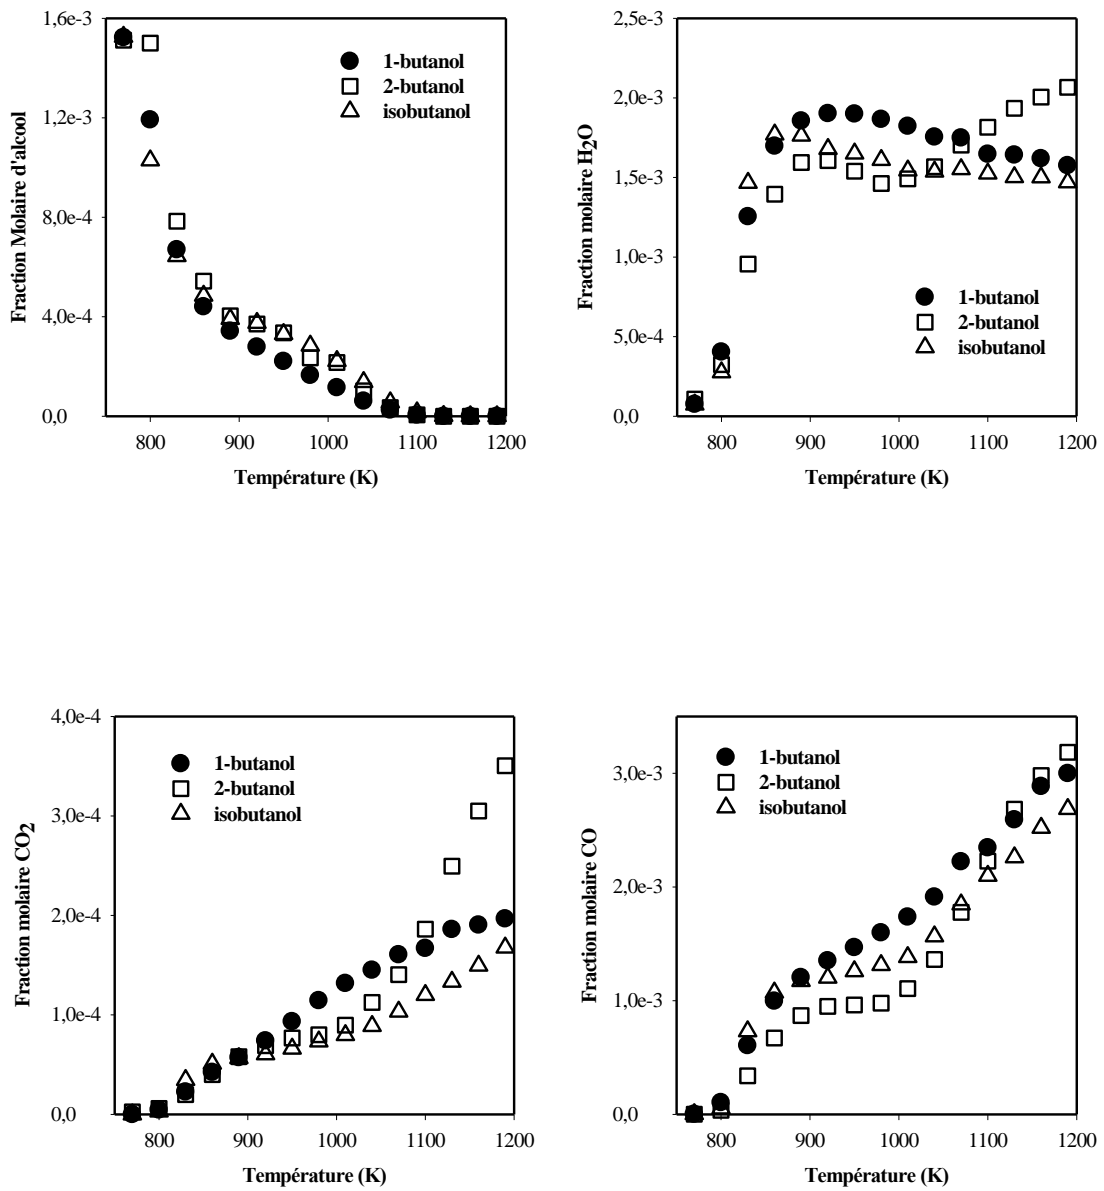 Fraction Molaire d'alcool
1,6e-3
1,2e-3
8,0e-4
4,0e-4
0,0
1-butanol
2-butanol
isobutanol
800 900 1000 1100 1200
Température (K)
Fraction molaire H2O
2,5e-3
2,0e-3
1,5e-3
1,0e-3
5,0e-4
0,0
1-butanol
2-butanol
isobutanol
800 900 1000 1100 1200
Température (K)
Fraction molaire CO2
4,0e-4
3,0e-4
2,0e-4
1,0e-4
0,0
1-butanol
2-butanol
isobutanol
800 900 1000 1100 1200
Température (K)
Fraction molaire CO
3,0e-3
2,0e-3
1,0e-3
0,0
1-butanol
2-butanol
isobutanol
800 900 1000 1100 1200
Température (K)